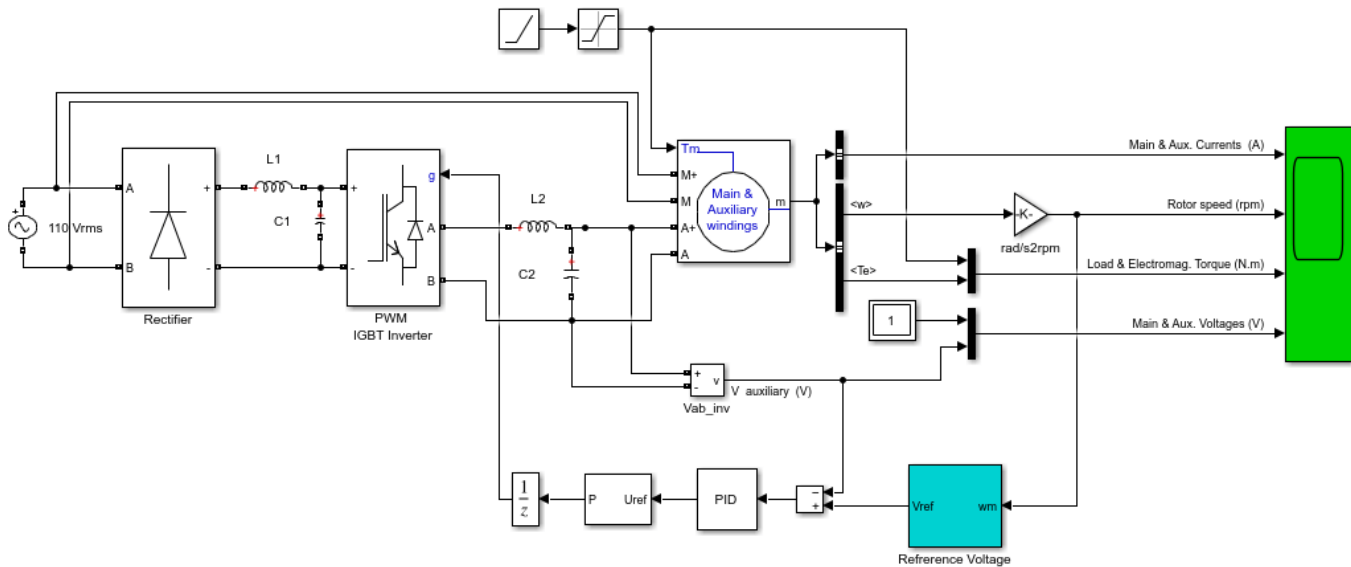 L1
C1
110 Vrms
A
B
+
-
Rectifier
+
-
g
A
B
PWM
IGBT Inverter
L2
C2
Tm
M+
M
A+
A
Main &
Auxiliary
windings
m
<w>
<Te>
-K-
rad/s2rpm
Main & Aux. Currents (A)
Rotor speed (rpm)
Load & Electromag. Torque (N.m)
1
Main & Aux. Voltages (V)
+
-
v
V auxiliary (V)
Vab_inv
1
z
P
Uref
PID
−
+
Vref
wm
Refrerence Voltage